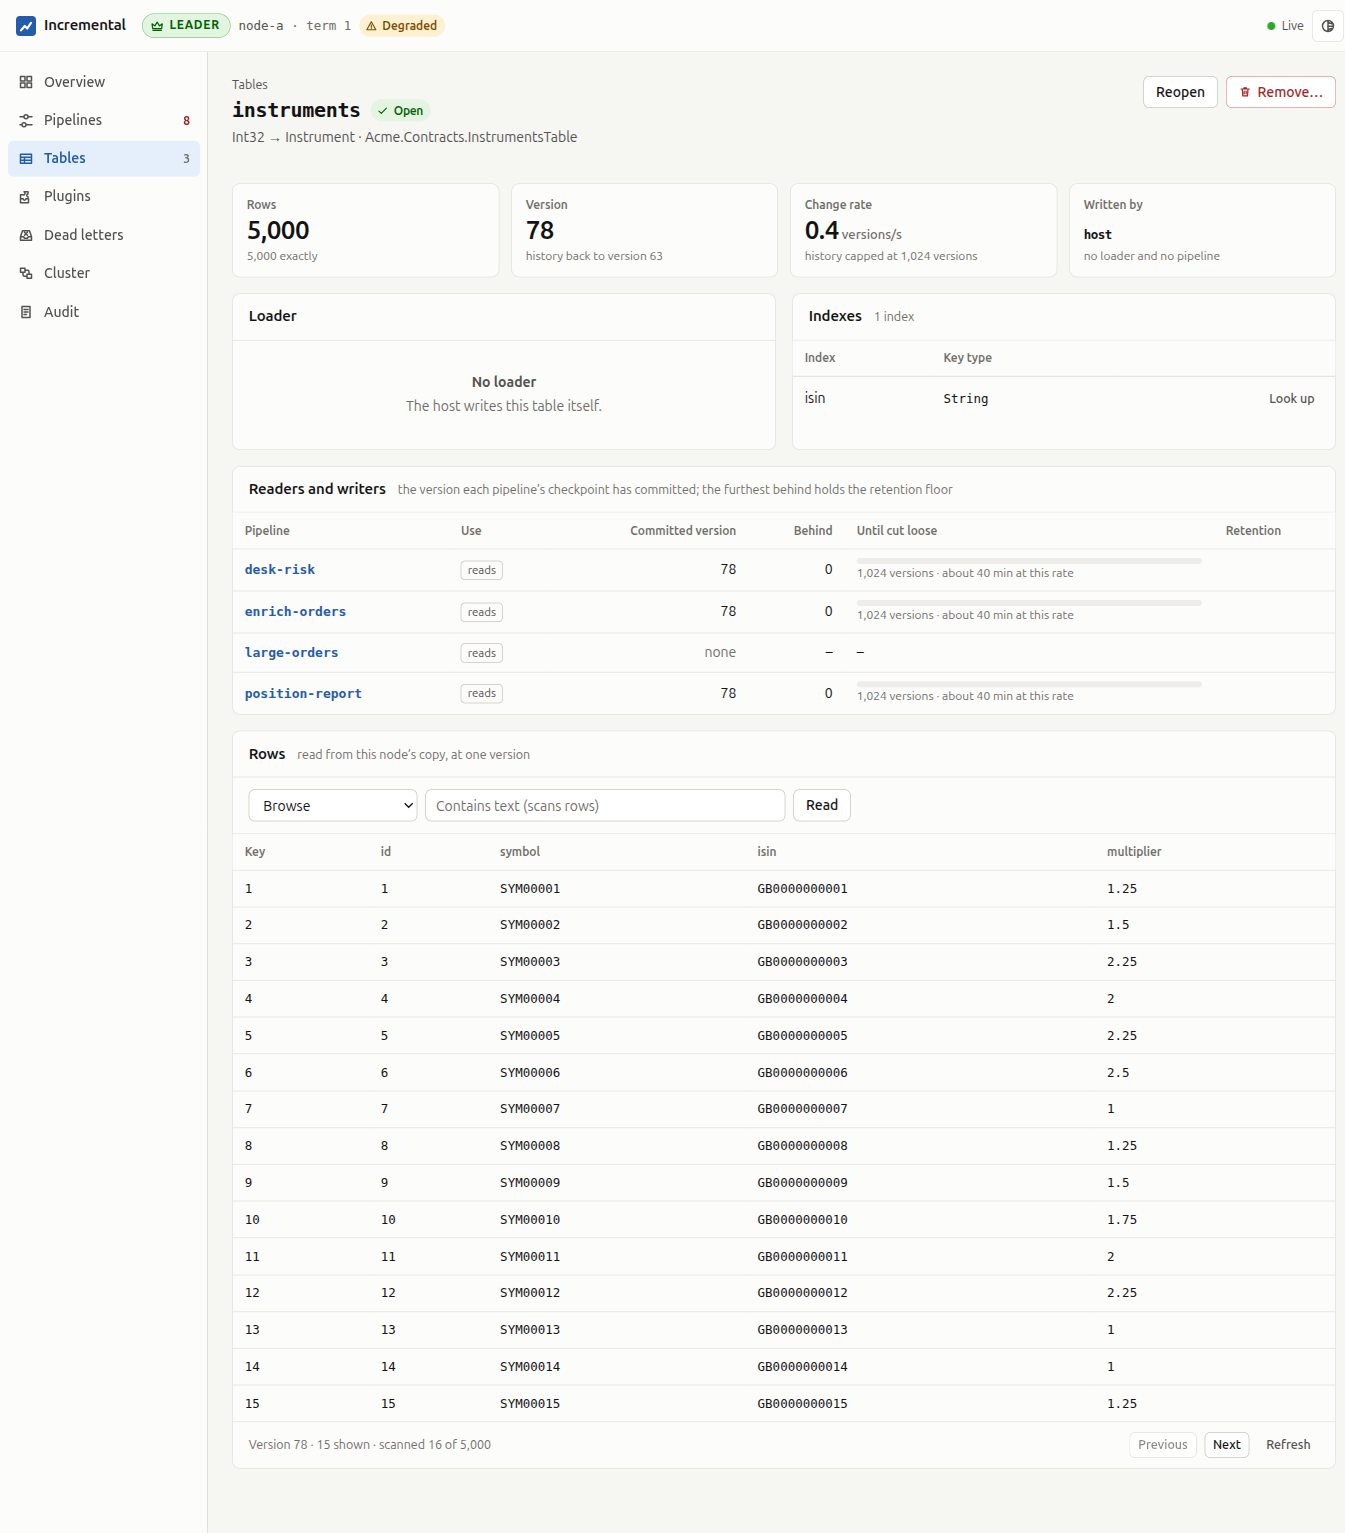 Incremental LEADER node-a · term 1 Degraded Live
Overview
Pipelines 8
Tables 3
Plugins
Dead letters
Cluster
Audit
Tables
instruments Open
Int32 → Instrument · Acme.Contracts.InstrumentsTable
Reopen Remove…
Rows
5,000
5,000 exactly
Version
78
history back to version 63
Change rate
0.4 versions/s
history capped at 1,024 versions
Written by
host
no loader and no pipeline
Loader
No loader
The host writes this table itself.
Indexes 1 index
Index Key type
isin String Look up
Readers and writers the version each pipeline's checkpoint has committed; the furthest behind holds the retention floor
Pipeline Use Committed version Behind Until cut loose Retention
desk-risk reads 78 0 1,024 versions · about 40 min at this rate
enrich-orders reads 78 0 1,024 versions · about 40 min at this rate
large-orders reads none – –
position-report reads 78 0 1,024 versions · about 40 min at this rate
Rows read from this node's copy, at one version
Browse Contains text (scans rows) Read
Key id symbol isin multiplier
1 1 SYM00001 GB0000000001 1.25
2 2 SYM00002 GB0000000002 1.5
3 3 SYM00003 GB0000000003 2.25
4 4 SYM00004 GB0000000004 2
5 5 SYM00005 GB0000000005 2.25
6 6 SYM00006 GB0000000006 2.5
7 7 SYM00007 GB0000000007 1
8 8 SYM00008 GB0000000008 1.25
9 9 SYM00009 GB0000000009 1.5
10 10 SYM00010 GB0000000010 1.75
11 11 SYM00011 GB0000000011 2
12 12 SYM00012 GB0000000012 2.25
13 13 SYM00013 GB0000000013 1
14 14 SYM00014 GB0000000014 1
15 15 SYM00015 GB0000000015 1.25
Version 78 · 15 shown · scanned 16 of 5,000 Previous Next Refresh